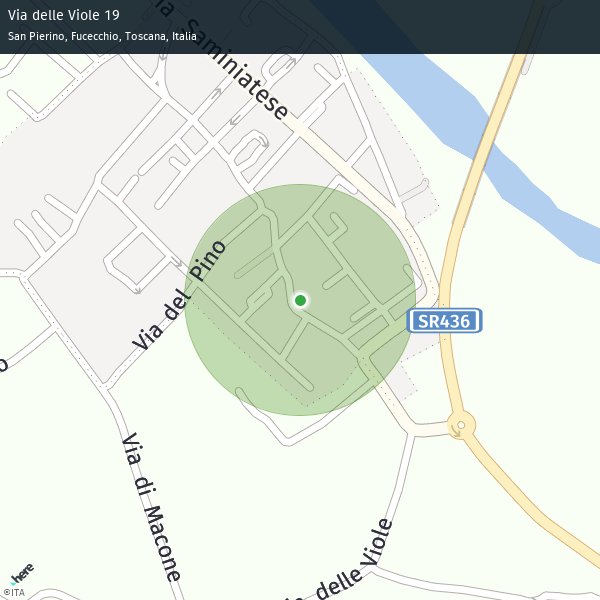 Via delle Viole 19
San Pierino, Fucecchio, Toscana, Italia
Saminiatese
Via del Pino
SR436
Via di Macone
delle Viole
here
©ITA